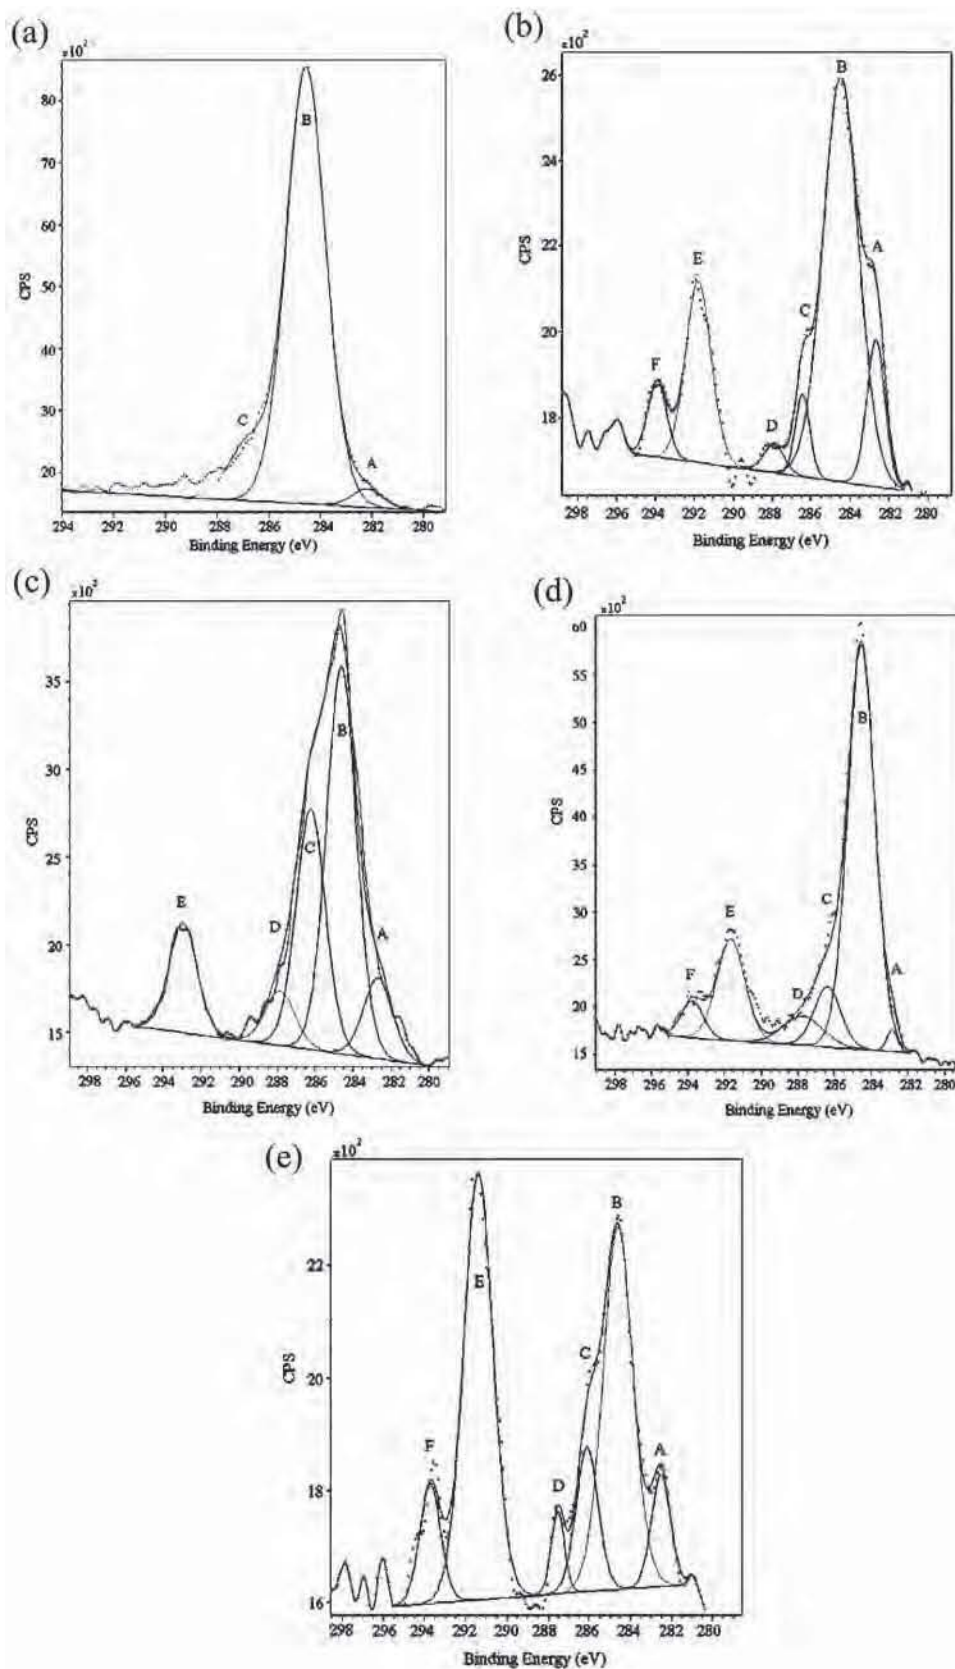 (a)
x10²
80
70
60
50
40
30
20
CPS
B
C
A
294 292 290 288 286 284 282 280
Binding Energy (eV)
(b)
x10²
26
24
22
20
18
CPS
B
A
E
C
F
D
298 296 294 292 290 288 286 284 282 280
Binding Energy (eV)
(c)
x10²
35
30
25
20
15
CPS
B
C
E
D
A
298 296 294 292 290 288 286 284 282 280
Binding Energy (eV)
(d)
x10²
60
55
50
45
40
35
30
25
20
15
CPS
B
C
E
F
D
A
298 296 294 292 290 288 286 284 282 280
Binding Energy (eV)
(e)
x10²
22
20
18
16
CPS
B
E
C
F
A
D
298 296 294 292 290 288 286 284 282 280
Binding Energy (eV)